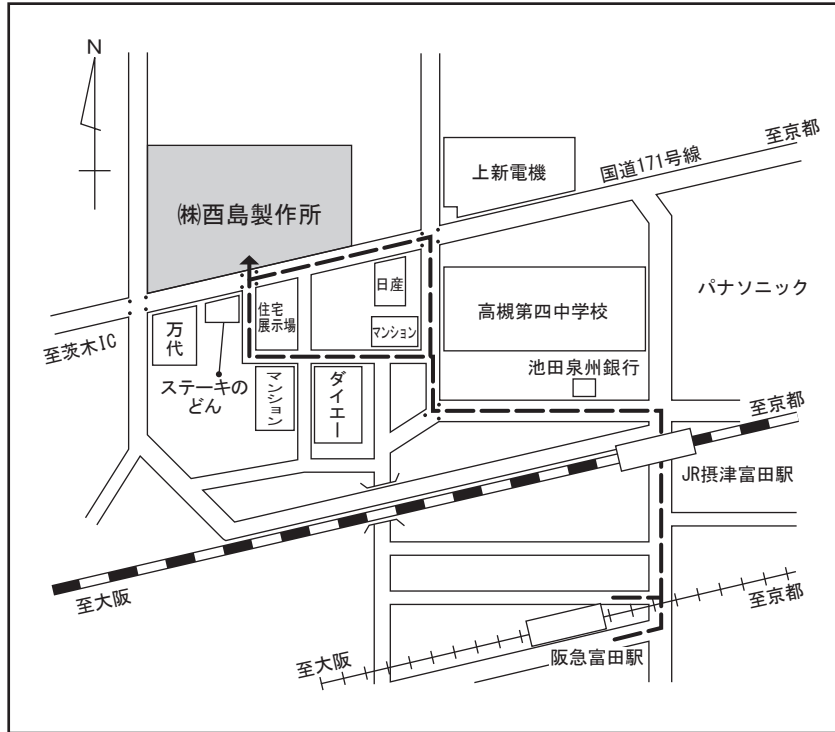 N
至京都
国道171号線
上新電機
㈱酉島製作所
日産
パナソニック
住宅
展示場
高槻第四中学校
マンション
万代
至茨木IC
池田泉州銀行
ステーキの
どん
マンション
ダイエー
至京都
JR摂津富田駅
至大阪
至京都
至大阪
阪急富田駅